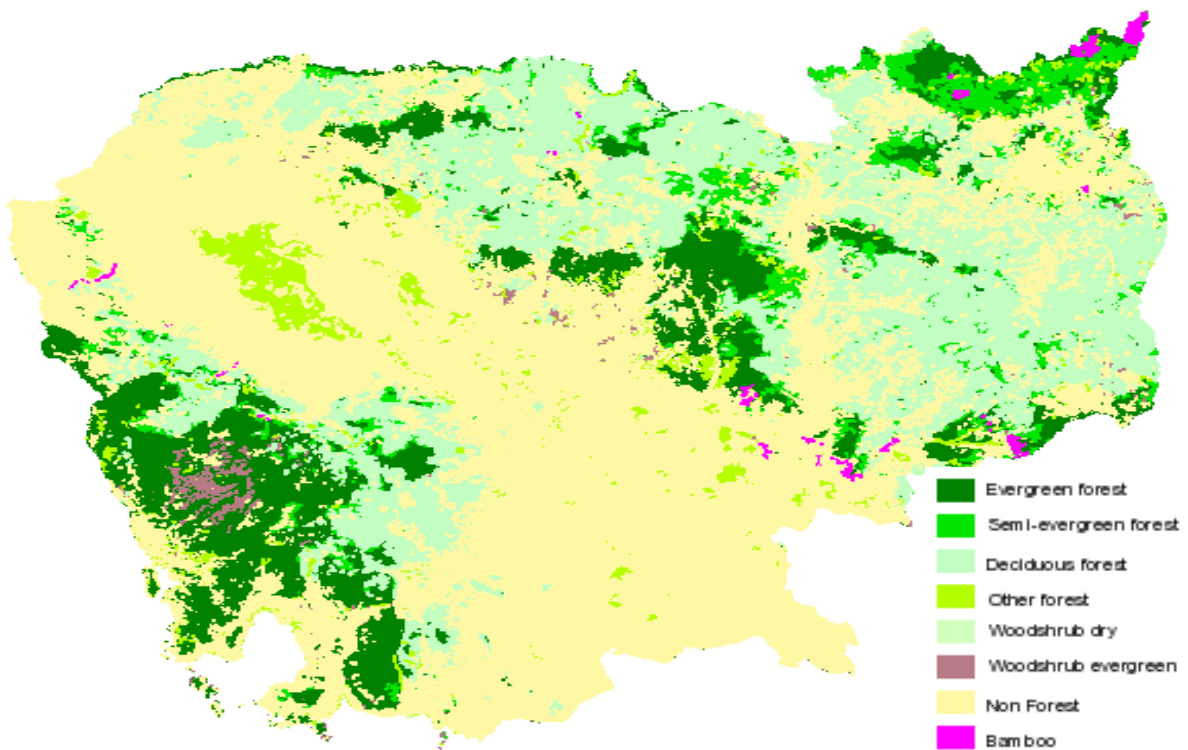 Evergreen forest
Semi-evergreen forest
Deciduous forest
Other forest
Woodshrub dry
Woodshrub evergreen
Non Forest
Bamboo